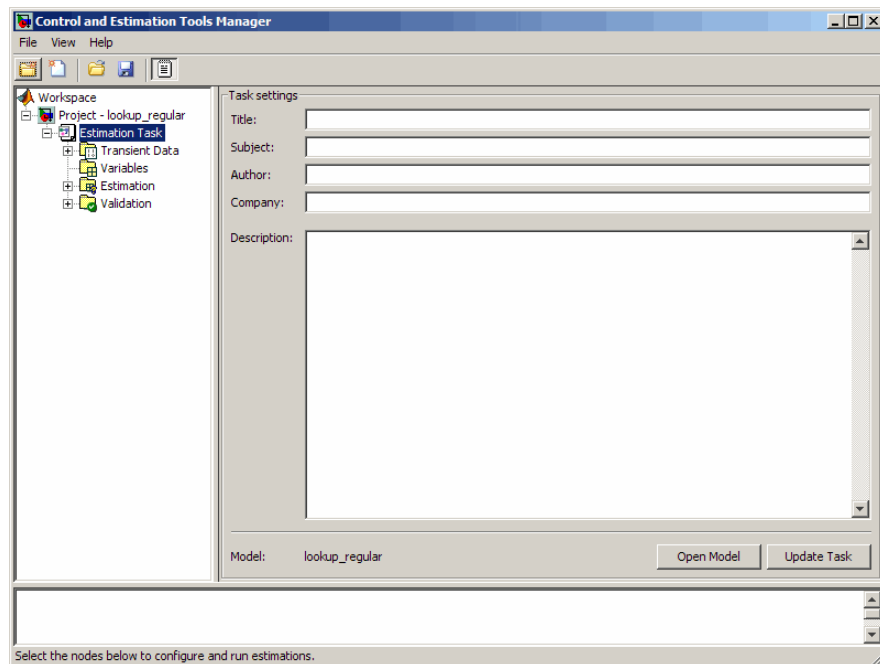 Control and Estimation Tools Manager
File View Help
Workspace
Project - lookup_regular
Estimation Task
Transient Data
Variables
Estimation
Validation
Task settings
Title:
Subject:
Author:
Company:
Description:
Model: lookup_regular
Open Model Update Task
Select the nodes below to configure and run estimations.